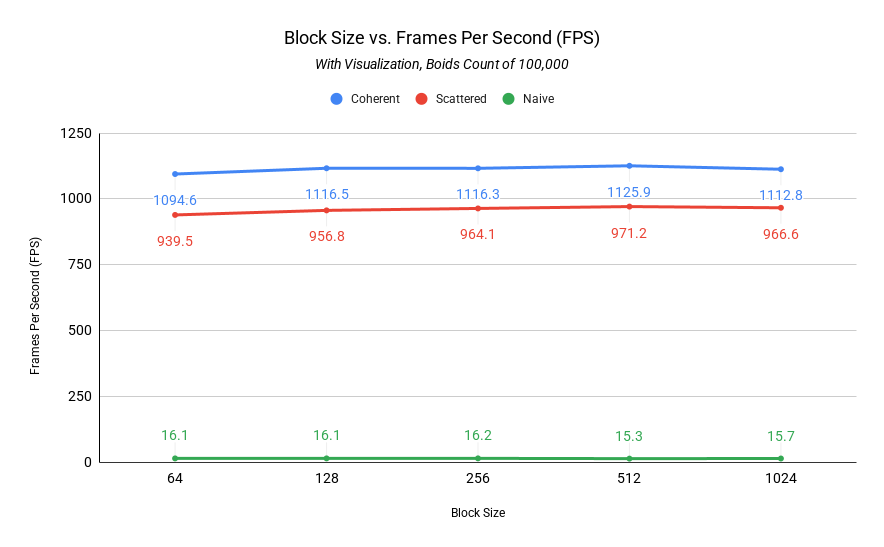 Block Size vs. Frames Per Second (FPS)
With Visualization, Boids Count of 100,000
Coherent Scattered Naive
1250
1000
750
500
250
0
Frames Per Second (FPS)
1094.6 1116.5 1116.3 1125.9 1112.8
939.5 956.8 964.1 971.2 966.6
16.1 16.1 16.2 15.3 15.7
64 128 256 512 1024
Block Size